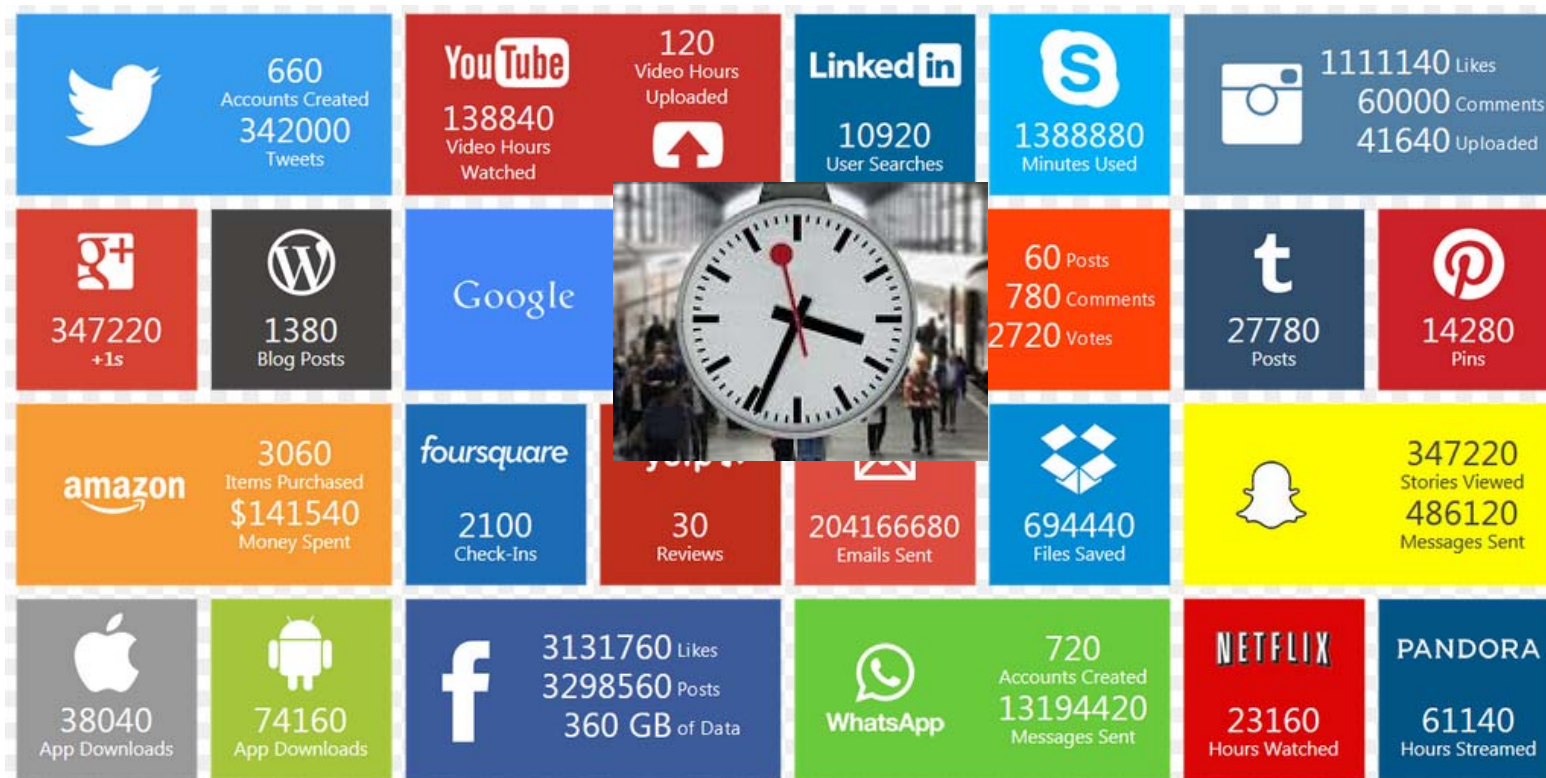 660
Accounts Created
342000
Tweets
YouTube
138840
Video Hours
Watched
120
Video Hours
Uploaded
Linked in
10920
User Searches
S
1388880
Minutes Used
1111140 Likes
60000 Comments
41640 Uploaded
g+
347220
+1s
W
1380
Blog Posts
Google
60 Posts
780 Comments
2720 Votes
t
27780
Posts
P
14280
Pins
amazon
3060
Items Purchased
$141540
Money Spent
foursquare
2100
Check-Ins
30
Reviews
204166680
Emails Sent
694440
Files Saved
347220
Stories Viewed
486120
Messages Sent
38040
App Downloads
74160
App Downloads
f
3131760 Likes
3298560 Posts
360 GB of Data
WhatsApp
720
Accounts Created
13194420
Messages Sent
NETFLIX
23160
Hours Watched
PANDORA
61140
Hours Streamed